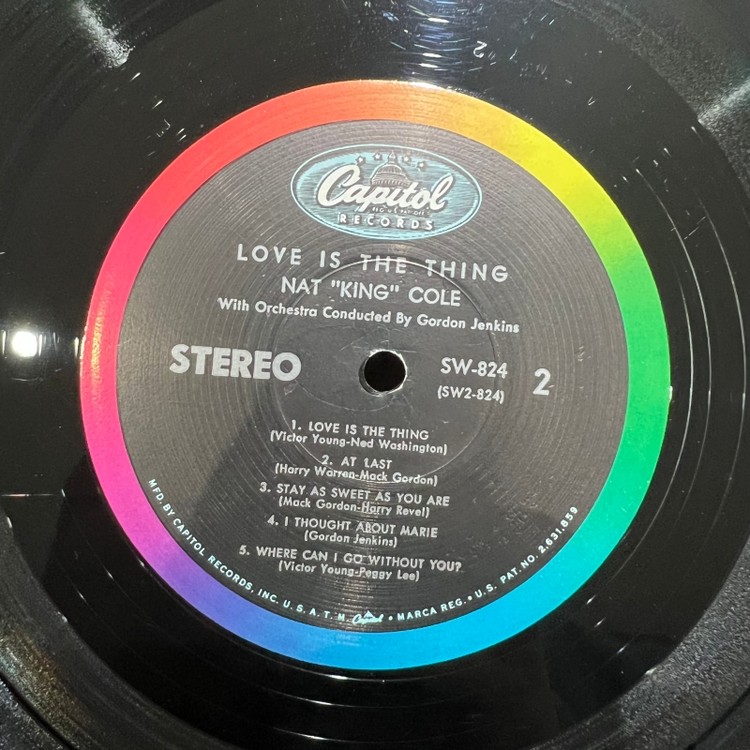 Capitol
RECORDS
LOVE IS THE THING
NAT "KING" COLE
With Orchestra Conducted By Gordon Jenkins
STEREO
SW-824
(SW2-824)
2
1. LOVE IS THE THING
(Victor Young-Ned Washington)
2. AT LAST
(Harry Warren-Mack Gordon)
3. STAY AS SWEET AS YOU ARE
(Mack Gordon-Harry Revel)
4. I THOUGHT ABOUT MARIE
(Gordon Jenkins)
5. WHERE CAN I GO WITHOUT YOU?
(Victor Young-Peggy Lee)
MFD. BY CAPITOL RECORDS, INC. U.S.A. T.M. Capitol • MARCA REG. • U.S. PAT. NO. 2,631,859
2